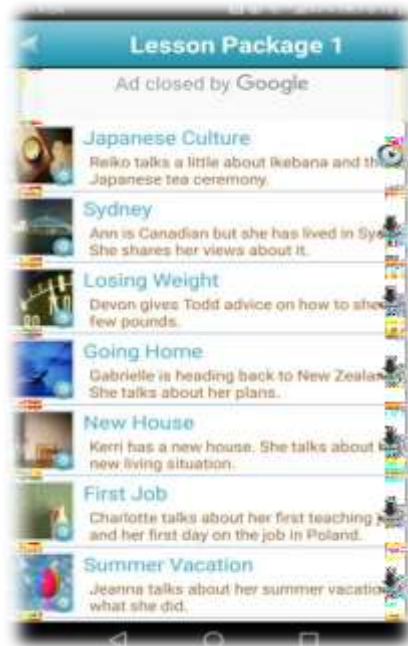 Lesson Package 1
Ad closed by Google
Japanese Culture
Reiko talks a little about Ikebana and
Japanese tea ceremony.
Sydney
Ann is Canadian but she has lived in
She shares her views about it.
Losing Weight
Devon gives Todd advice on how to
few pounds.
Going Home
Gabrielle is heading back to New
She talks about her plans.
New House
Kerri has a new house. She talks about
new living situation.
First Job
Charlotte talks about her first teaching
and her first day on the job in Poland.
Summer Vacation
Jeanna talks about her summer
what she did.